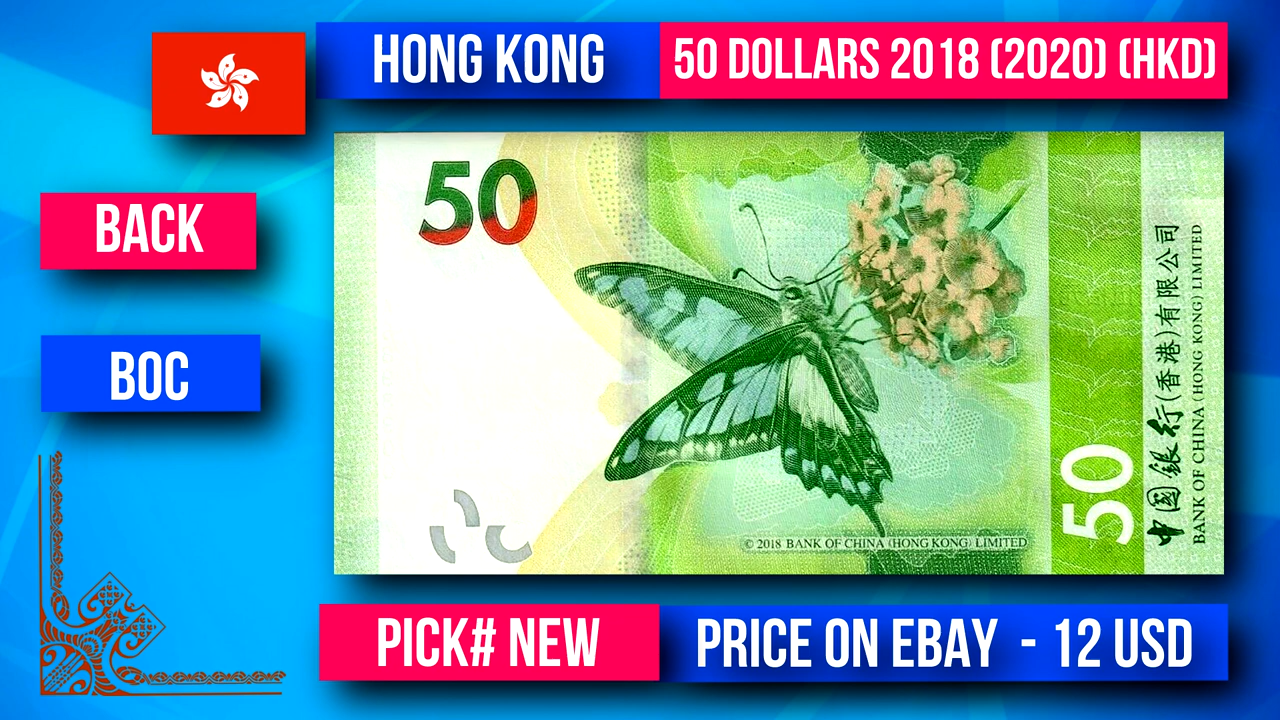 HONG KONG
50 DOLLARS 2018 (2020) (HKD)
BACK
BOC
50
© 2018 BANK OF CHINA (HONG KONG) LIMITED
50
中國銀行(香港)有限公司
BANK OF CHINA (HONG KONG) LIMITED
PICK# NEW
PRICE ON EBAY - 12 USD